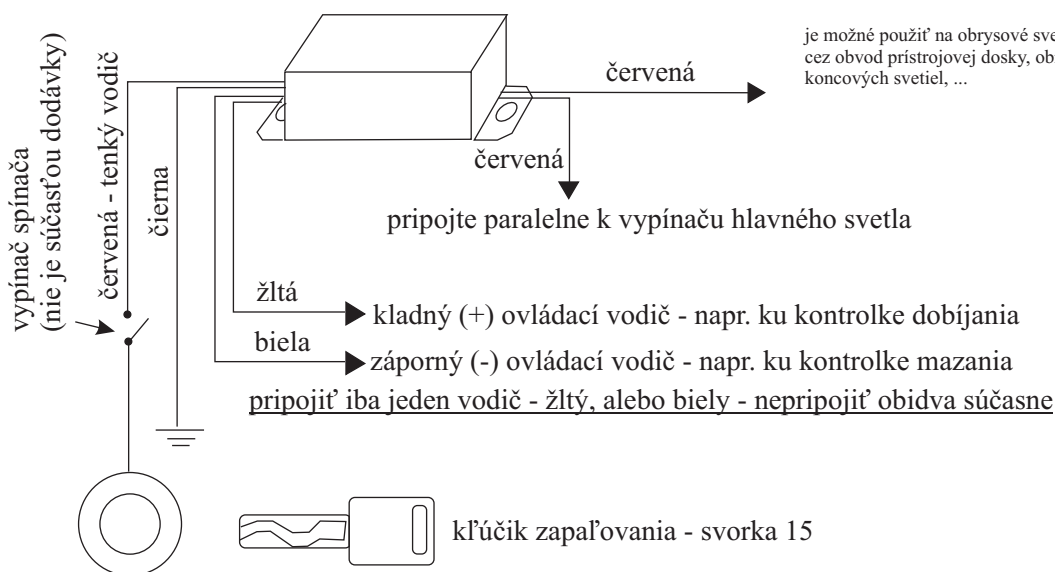 je možné použiť na obrysové
cez obvod prístrojovej dosky,
koncových svetiel, ...
červená
červená
pripojte paralelne k vypínaču hlavného svetla
vypínač spínača
(nie je súčasťou dodávky)
červená - tenký vodič
čierna
žltá
kladný (+) ovládací vodič - napr. ku kontrolke dobíjania
biela
záporný (-) ovládací vodič - napr. ku kontrolke mazania
pripojiť iba jeden vodič - žltý, alebo biely - nepripojiť obidva súčasne
kľúčik zapaľovania - svorka 15